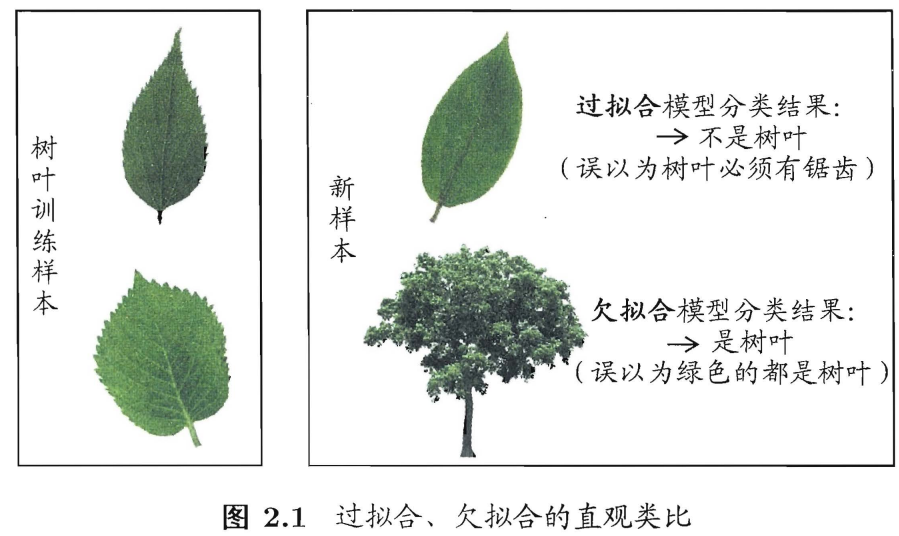 树叶训练样本
新样本
过拟合模型分类结果：
→ 不是树叶
（误以为树叶必须有锯齿）
欠拟合模型分类结果：
→ 是树叶
（误以为绿色的都是树叶）
图 2.1 过拟合、欠拟合的直观类比